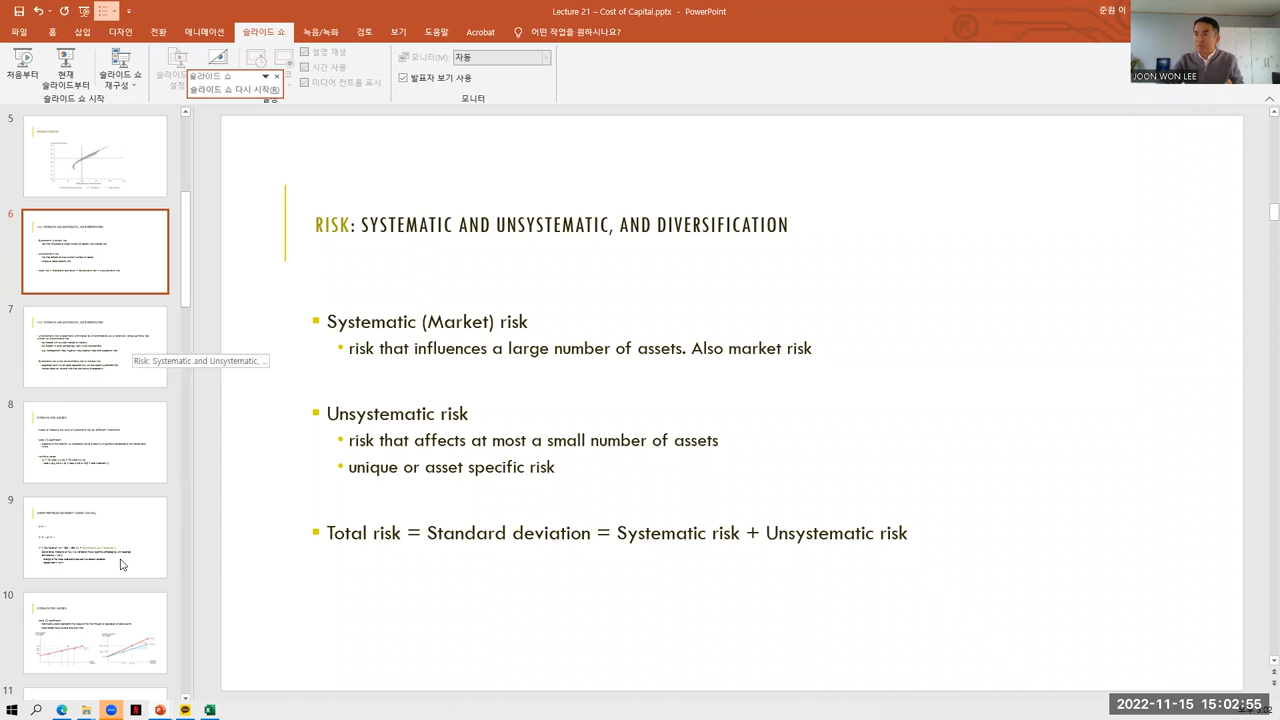 Lecture 21 – Cost of Capital.pptx - PowerPoint
준원 이
파일 홈 삽입 디자인 전환 애니메이션 슬라이드 쇼 녹음/녹화 검토 보기 도움말 Acrobat 어떤 작업을 원하시나요?
처음부터
현재
슬라이드부터
슬라이드 쇼
재구성
슬라이드 쇼 시작
슬라이드
설정
슬라이드 쇼
슬라이드 쇼 다시 시작(R)
설명 재생
시간 사용
미디어 컨트롤 표시
모니터(M): 자동
발표자 보기 사용
모니터
JOON WON LEE
5
6
7
Risk: Systematic and Unsystematic, ...
8
9
10
11
RISK: SYSTEMATIC AND UNSYSTEMATIC, AND DIVERSIFICATION
Systematic (Market) risk
risk that influences a large number of assets. Also market risk
Unsystematic risk
risk that affects at most a small number of assets
unique or asset specific risk
Total risk = Standard deviation = Systematic risk + Unsystematic risk
2022-11-15 15:02:55